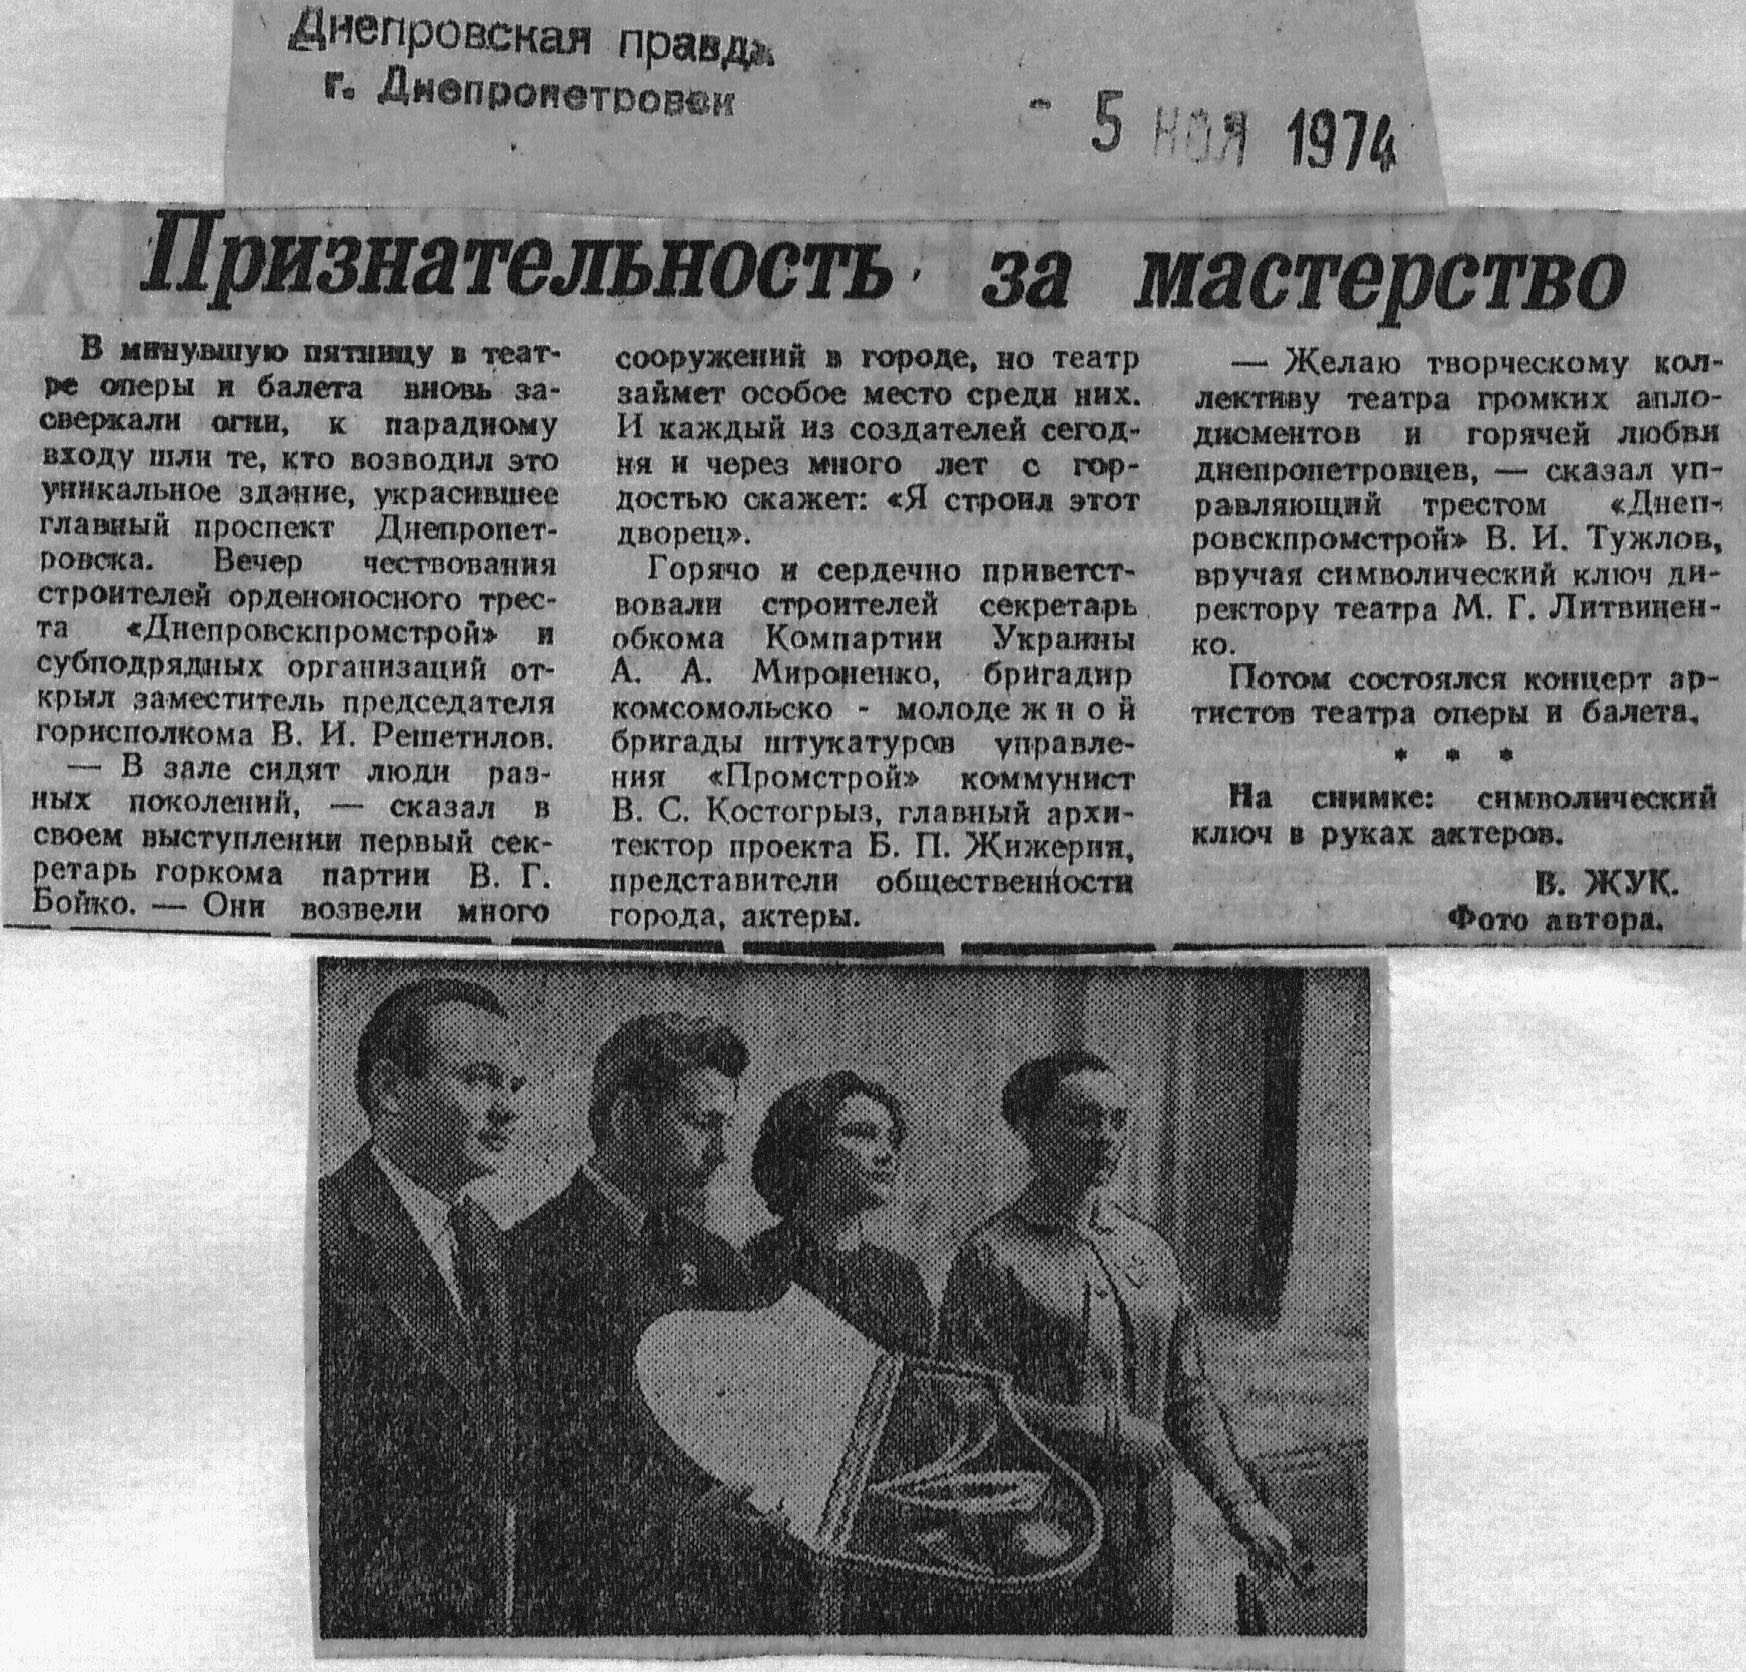 Днепровская правда
г. Днепропетровск
- 5 НОЯ 1974
Признательность за мастерство
В минувшую пятницу в теат-
ре оперы и балета вновь за-
сверкали огни, к парадному
входу шли те, кто возводил это
уникальное здание, украсившее
главный проспект Днепропет-
ровска. Вечер чествования
строителей орденоносного трес-
та «Днепровскпромстрой» и
субподрядных организаций от-
крыл заместитель председателя
горисполкома В. И. Решетилов.
— В зале сидят люди раз-
ных поколений, — сказал в
своем выступлении первый сек-
ретарь горкома партии В. Г.
Бойко. — Они возвели много
сооружений в городе, но театр
займет особое место среди них.
И каждый из создателей сегод-
ня и через много лет с гор-
достью скажет: «Я строил этот
дворец».
Горячо и сердечно приветст-
вовали строителей секретарь
обкома Компартии Украины
А. А. Мироненко, бригадир
комсомольско - молодежной
бригады штукатуров управле-
ния «Промстрой» коммунист
В. С. Костогрыз, главный архи-
тектор проекта Б. П. Жижерин,
представители общественности
города, актеры.
— Желаю творческому кол-
лективу театра громких апло-
дисментов и горячей любви
днепропетровцев, — сказал уп-
равляющий трестом «Днеп-
ровскпромстрой» В. И. Тужлов,
вручая символический ключ ди-
ректору театра М. Г. Литвинен-
ко.
Потом состоялся концерт ар-
тистов театра оперы и балета.
* * *
На снимке: символический
ключ в руках актеров.
В. ЖУК.
Фото автора.